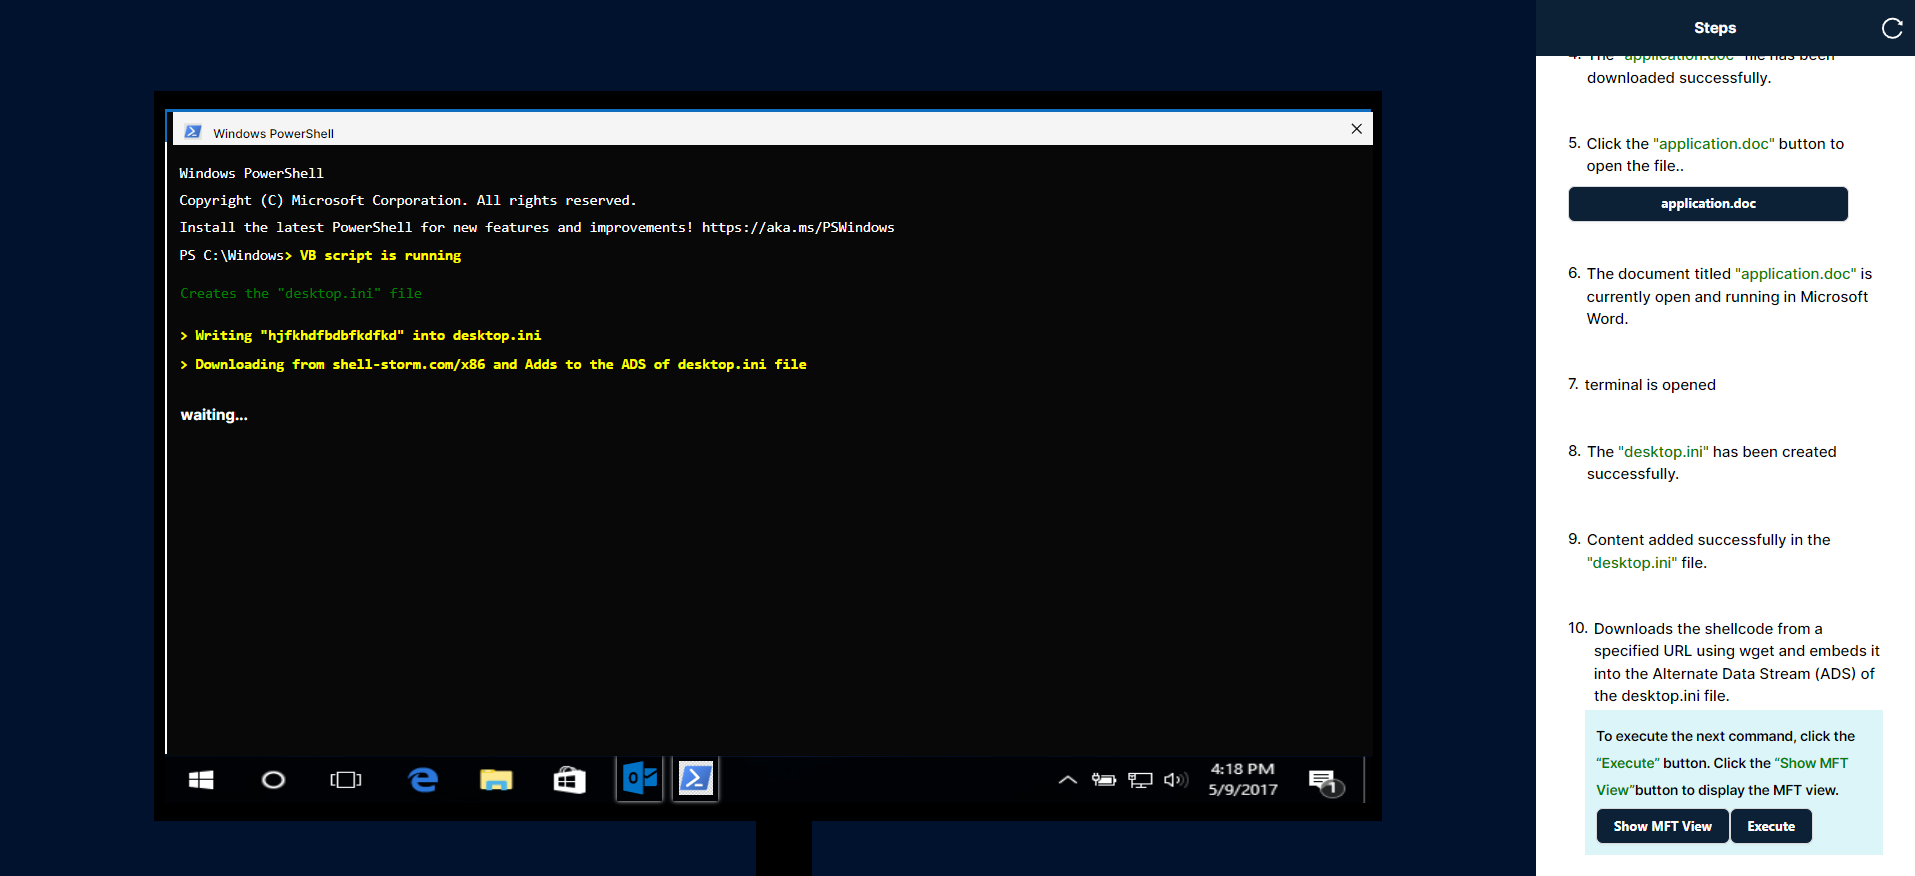 Windows PowerShell
Windows PowerShell
Copyright (C) Microsoft Corporation. All rights reserved.
Install the latest PowerShell for new features and improvements! https://aka.ms/PSWindows
PS C:\Windows> VB script is running
Creates the "desktop.ini" file
> Writing "hjfkhdfbdbfkdfkd" into desktop.ini
> Downloading from shell-storm.com/x86 and Adds to the ADS of desktop.ini file
waiting...
4:18 PM
5/9/2017
1
Steps
4. The "application.doc" file has been
downloaded successfully.
5. Click the "application.doc" button to
open the file..
application.doc
6. The document titled "application.doc" is
currently open and running in Microsoft
Word.
7. terminal is opened
8. The "desktop.ini" has been created
successfully.
9. Content added successfully in the
"desktop.ini" file.
10. Downloads the shellcode from a
specified URL using wget and embeds it
into the Alternate Data Stream (ADS) of
the desktop.ini file.
To execute the next command, click the
“Execute” button. Click the “Show MFT
View”button to display the MFT view.
Show MFT View
Execute